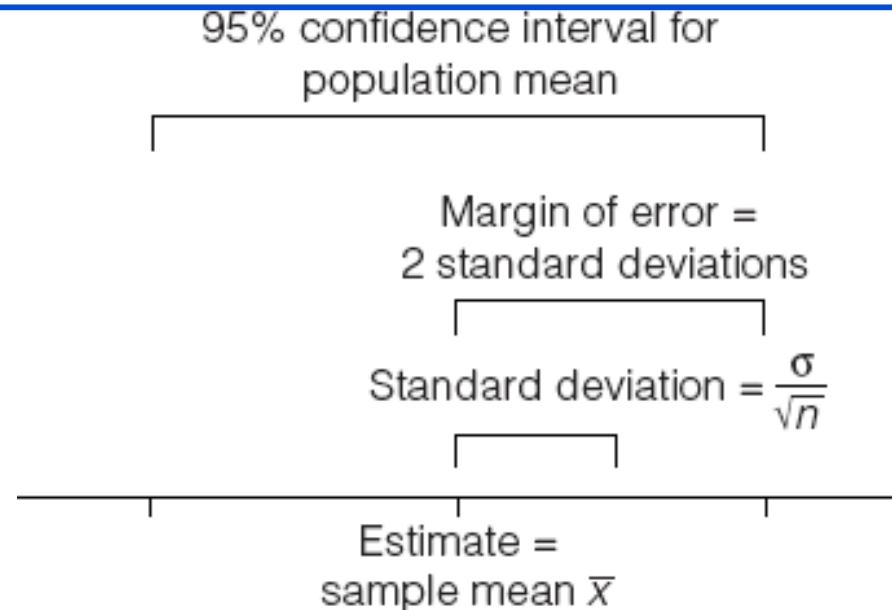 95% confidence interval for
population mean
Margin of error =
2 standard deviations
Standard deviation = σ/√n
Estimate =
sample mean x̅